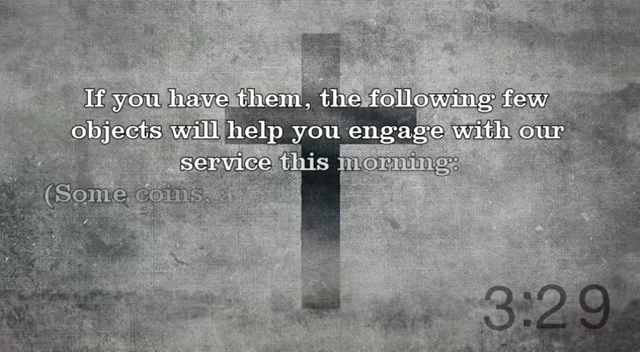 If you have them, the following few
objects will help you engage with our
service this morning:
(Some coins,
3:29